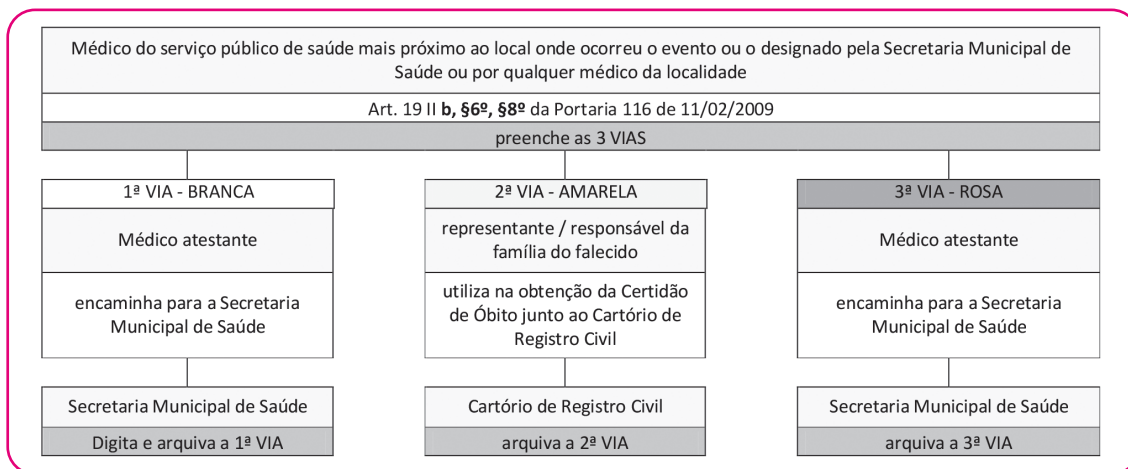 Médico do serviço público de saúde mais próximo ao local onde ocorreu o evento ou o designado pela Secretaria Municipal de
Saúde ou por qualquer médico da localidade
Art. 19 II b, §6º, §8º da Portaria 116 de 11/02/2009
preenche as 3 VIAS
1ª VIA - BRANCA
Médico atestante
encaminha para a Secretaria
Municipal de Saúde
Secretaria Municipal de Saúde
Digita e arquiva a 1ª VIA
2ª VIA - AMARELA
representante / responsável da
família do falecido
utiliza na obtenção da Certidão
de Óbito junto ao Cartório de
Registro Civil
Cartório de Registro Civil
arquiva a 2ª VIA
3ª VIA - ROSA
Médico atestante
encaminha para a Secretaria
Municipal de Saúde
Secretaria Municipal de Saúde
arquiva a 3ª VIA